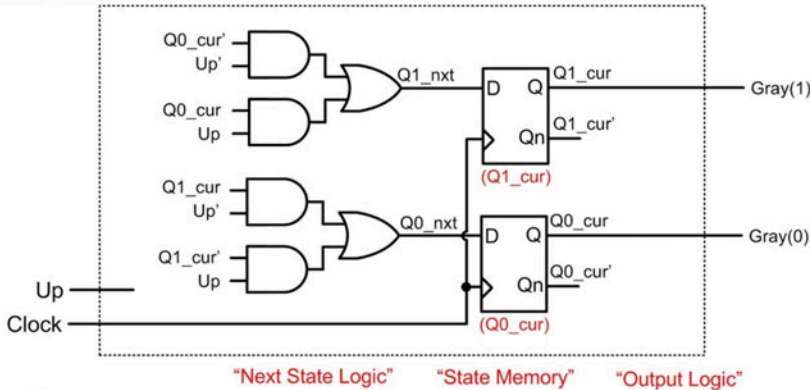 Q0_cur'
Up'
Q0_cur
Up
Q1_nxt
D Q
Qn
Q1_cur
Q1_cur'
(Q1_cur)
Gray(1)
Q1_cur
Up'
Q1_cur'
Up
Q0_nxt
D Q
Qn
Q0_cur
Q0_cur'
(Q0_cur)
Gray(0)
Up
Clock
"Next State Logic" "State Memory" "Output Logic"